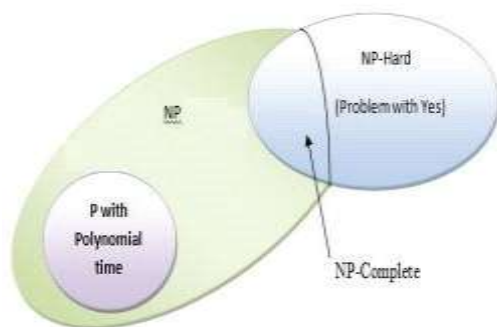 NP-Hard
(Problem with Yes)
NP
P with
Polynomial
time
NP-Complete